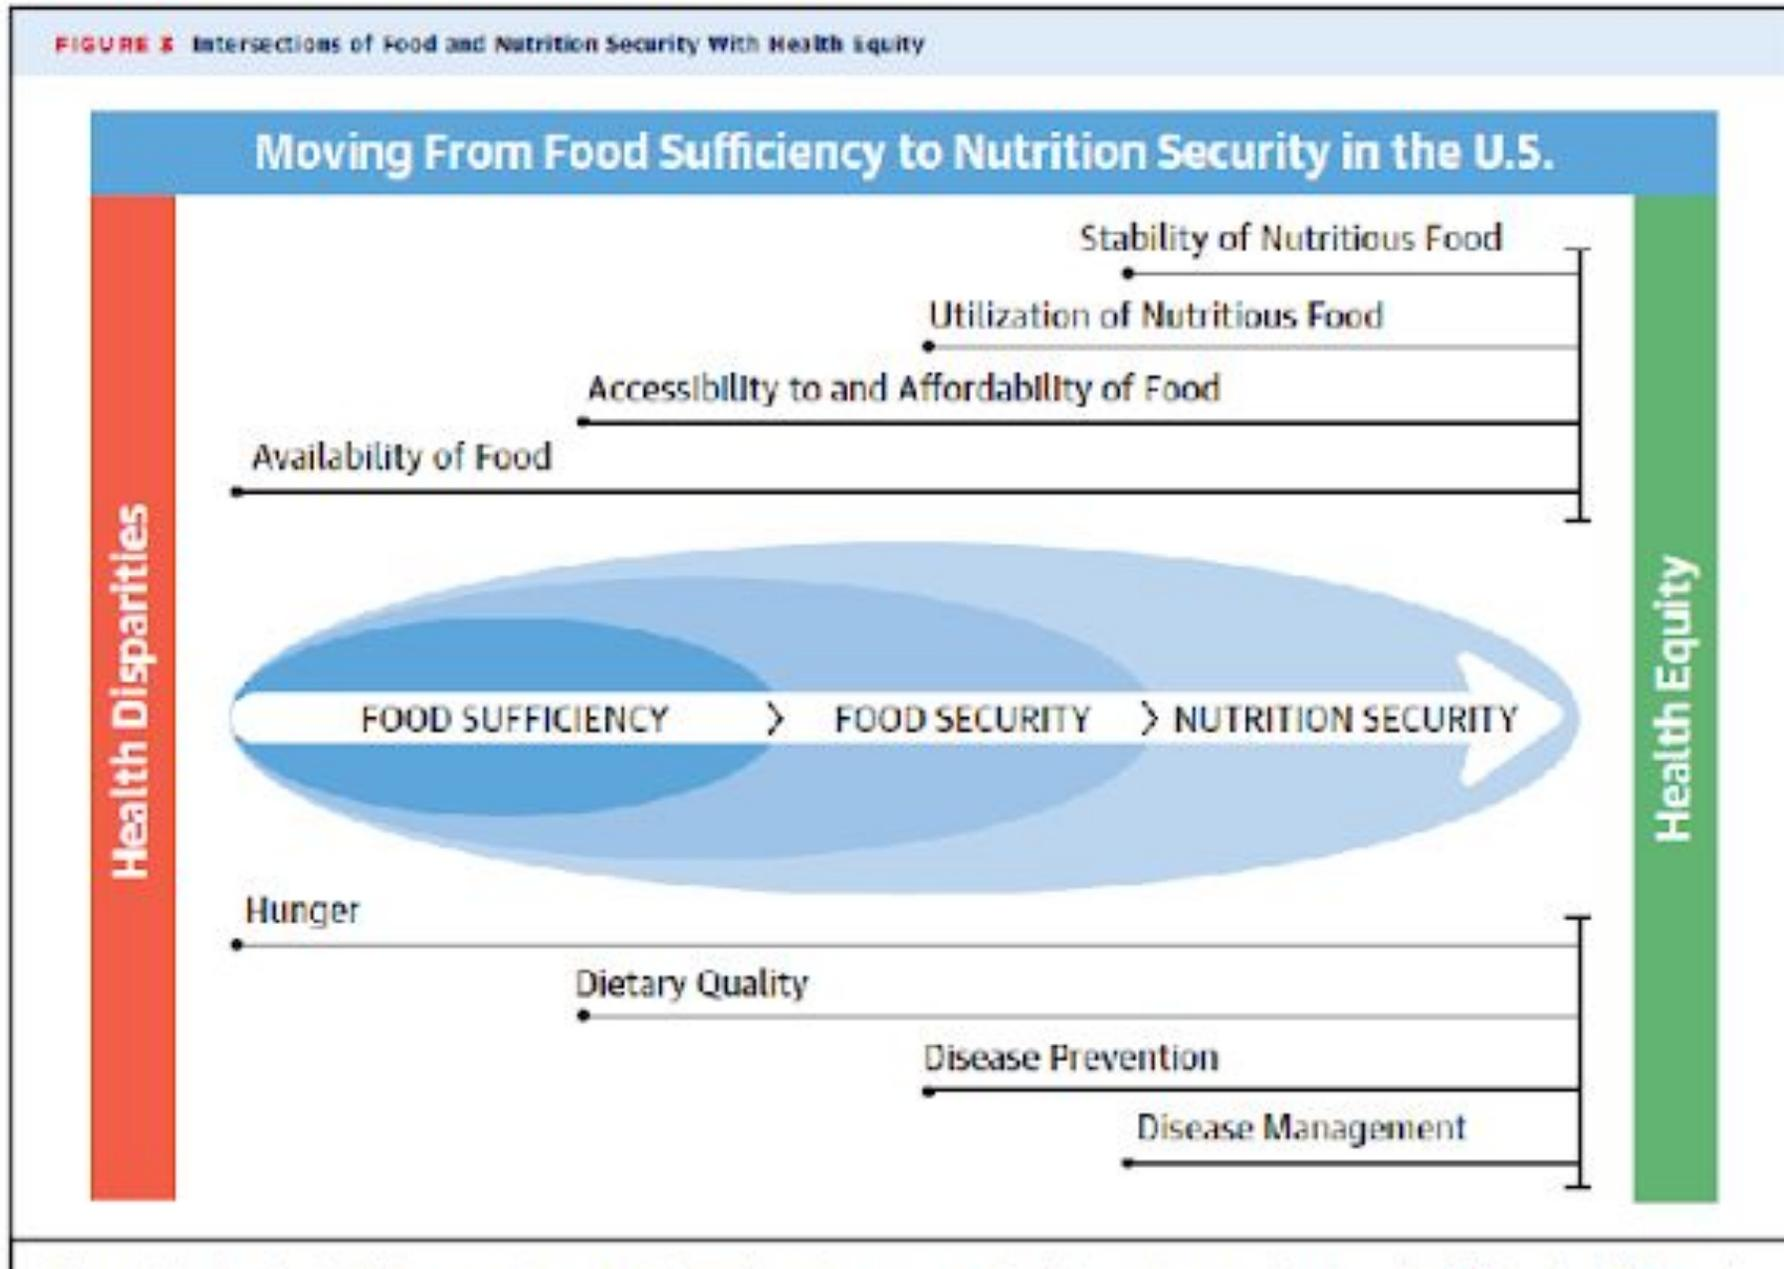 FIGURE 3 Intersections of Food and Nutrition Security With Health Equity
Moving From Food Sufficiency to Nutrition Security in the U.S.
Stability of Nutritious Food
Utilization of Nutritious Food
Accessibility to and Affordability of Food
Availability of Food
Health Disparities
FOOD SUFFICIENCY > FOOD SECURITY > NUTRITION SECURITY
Health Equity
Hunger
Dietary Quality
Disease Prevention
Disease Management